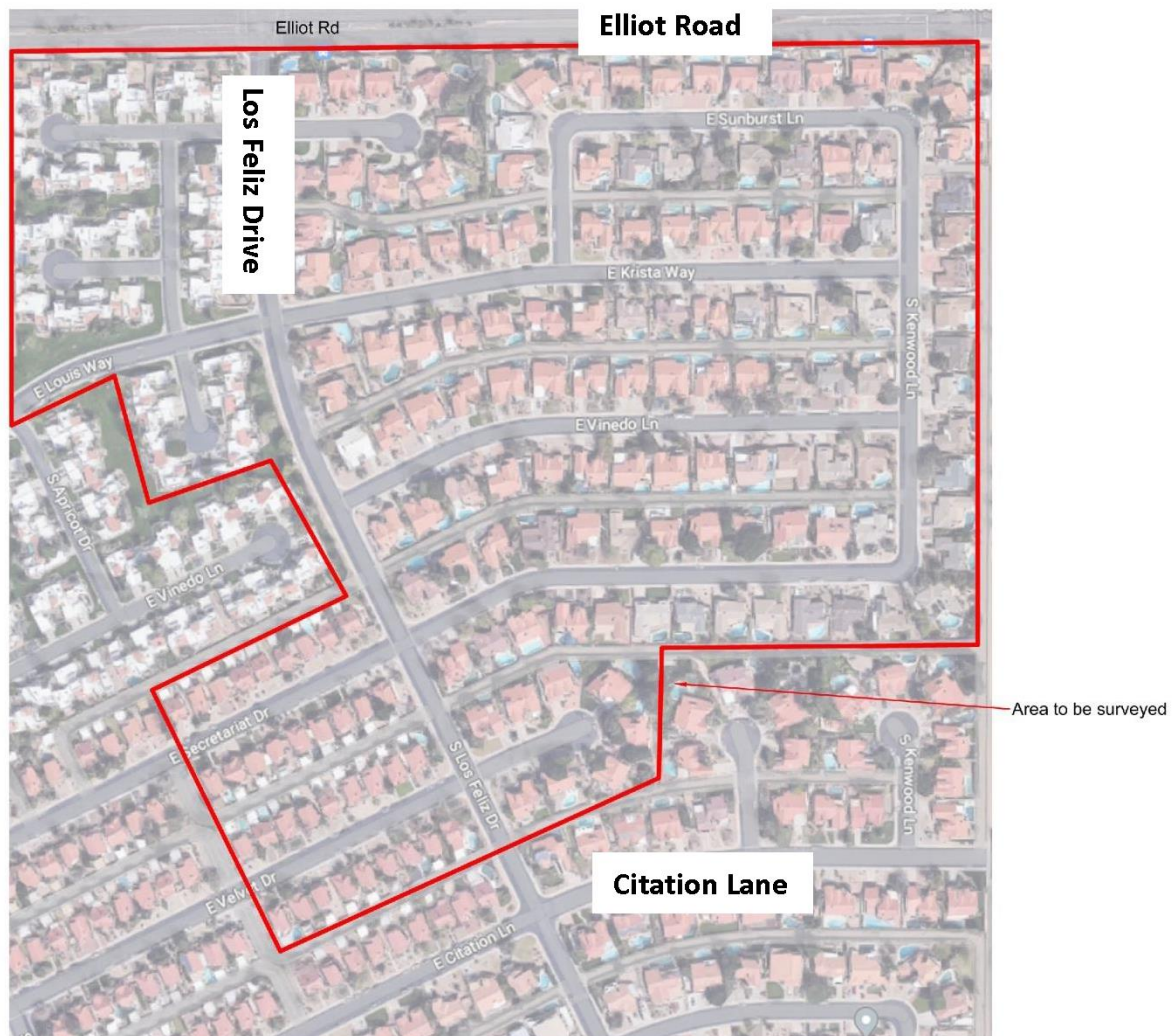 Elliot Rd
Elliot Road
Los Feliz Drive
E Sunburst Ln
E Krista Way
S Kenwood Ln
E Louis Way
E Vinedo Ln
S Apricot Dr
E Vinedo Ln
E Secretariat Dr
Area to be surveyed
S Los Feliz Dr
S Kenwood Ln
E Velvet Dr
Citation Lane
E Citation Ln